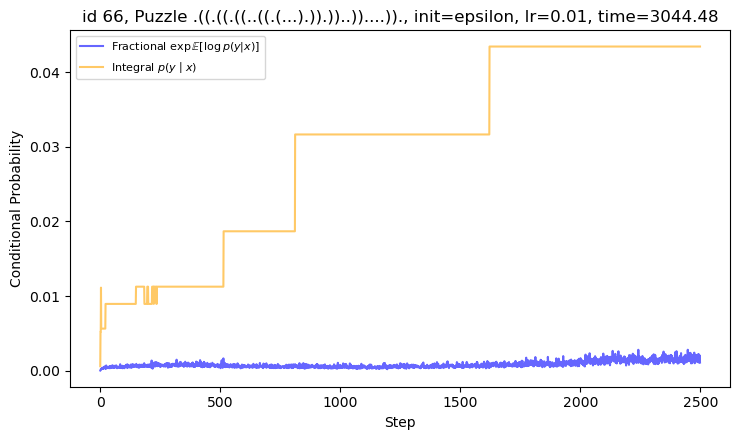 id 66, Puzzle .((.((.((..((.(...).)).))..))....))., init=epsilon, lr=0.01, time=3044.48
Fractional exp𝔼[log p(y|x)]
Integral p(y | x)
Conditional Probability
0.04
0.03
0.02
0.01
0.00
0
500
1000
1500
2000
2500
Step